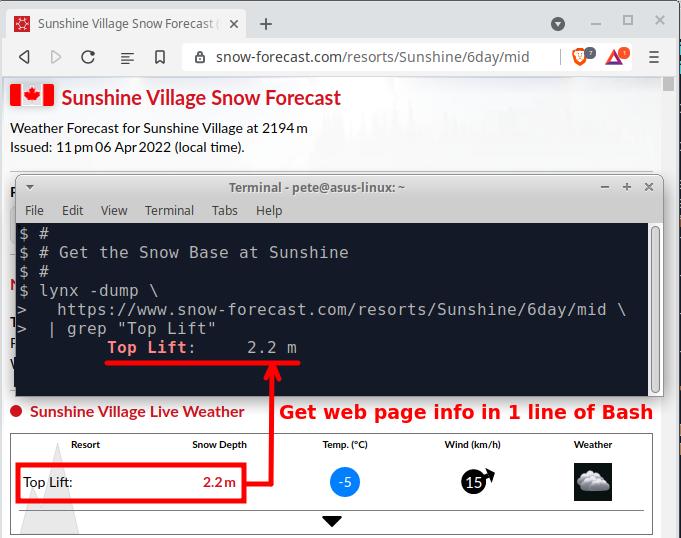 Sunshine Village Snow Forecast (
snow-forecast.com/resorts/Sunshine/6day/mid
7
1
Sunshine Village Snow Forecast
Weather Forecast for Sunshine Village at 2194 m
Issued: 11 pm 06 Apr 2022 (local time).
Terminal - pete@asus-linux: ~
File Edit View Terminal Tabs Help
$ #
$ # Get the Snow Base at Sunshine
$ #
$ lynx -dump \
>   https://www.snow-forecast.com/resorts/Sunshine/6day/mid \
>  | grep "Top Lift"
Top Lift:     2.2 m
Sunshine Village Live Weather
Get web page info in 1 line of Bash
Resort Snow Depth Temp. (°C) Wind (km/h) Weather
Top Lift: 2.2 m -5 15